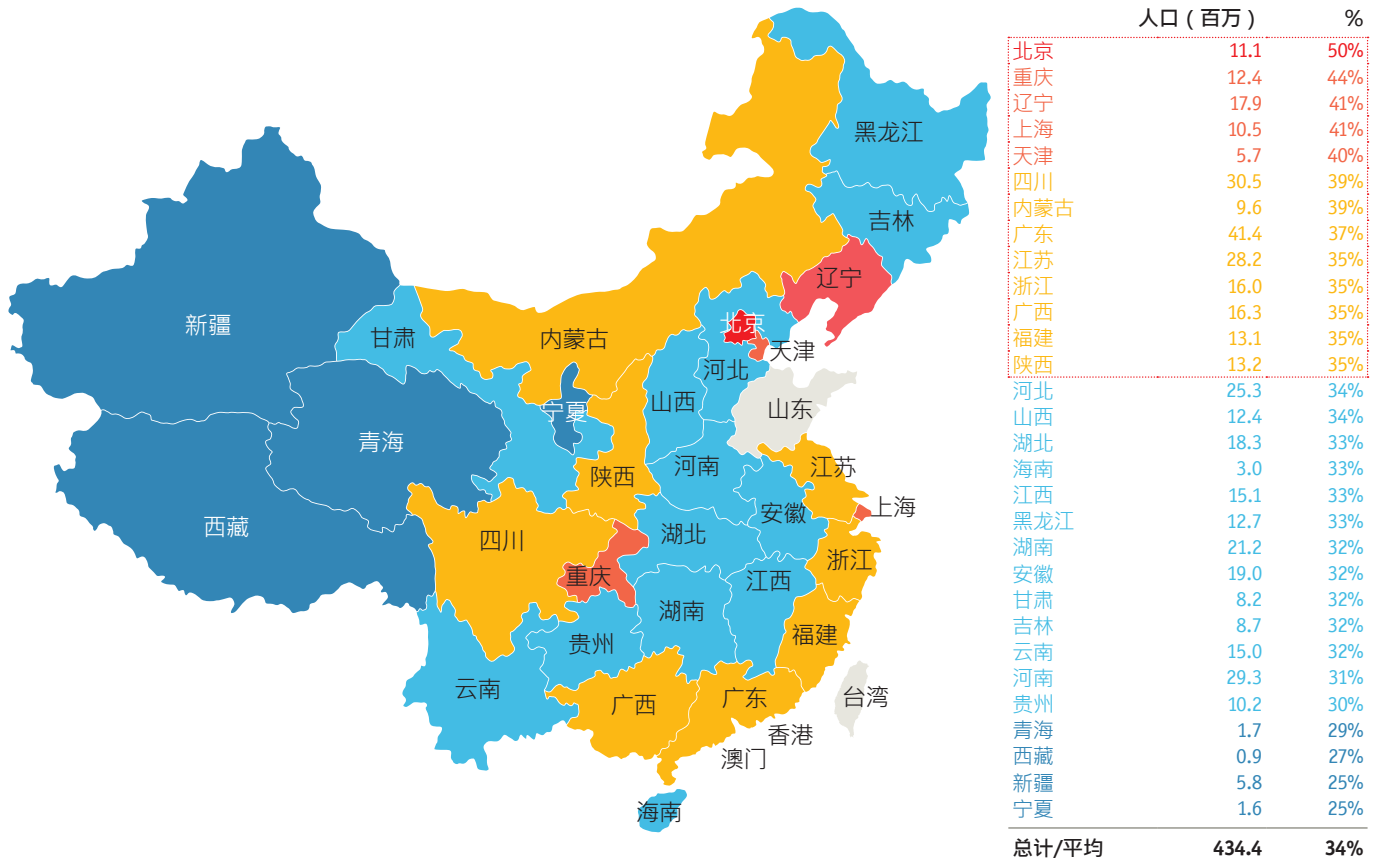 黑龙江
吉林
辽宁
新疆
甘肃
内蒙古
北京
天津
河北
山西
山东
宁夏
青海
陕西
河南
江苏
西藏
四川
湖北
安徽
上海
重庆
湖南
江西
浙江
贵州
福建
云南
广西
广东
台湾
香港
澳门
海南
人口(百万) %
北京 11.1 50%
重庆 12.4 44%
辽宁 17.9 41%
上海 10.5 41%
天津 5.7 40%
四川 30.5 39%
内蒙古 9.6 39%
广东 41.4 37%
江苏 28.2 35%
浙江 16.0 35%
广西 16.3 35%
福建 13.1 35%
陕西 13.2 35%
河北 25.3 34%
山西 12.4 34%
湖北 18.3 33%
海南 3.0 33%
江西 15.1 33%
黑龙江 12.7 33%
湖南 21.2 32%
安徽 19.0 32%
甘肃 8.2 32%
吉林 8.7 32%
云南 15.0 32%
河南 29.3 31%
贵州 10.2 30%
青海 1.7 29%
西藏 0.9 27%
新疆 5.8 25%
宁夏 1.6 25%
总计/平均 434.4 34%